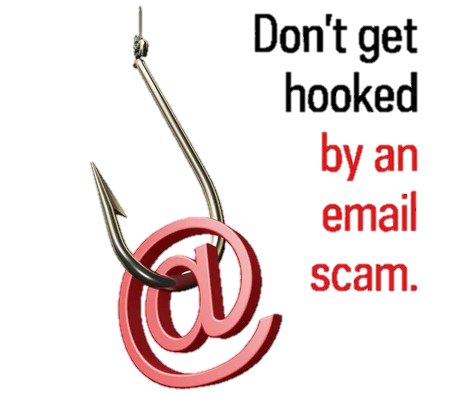 Don't get
hooked
by an
email
scam.
@